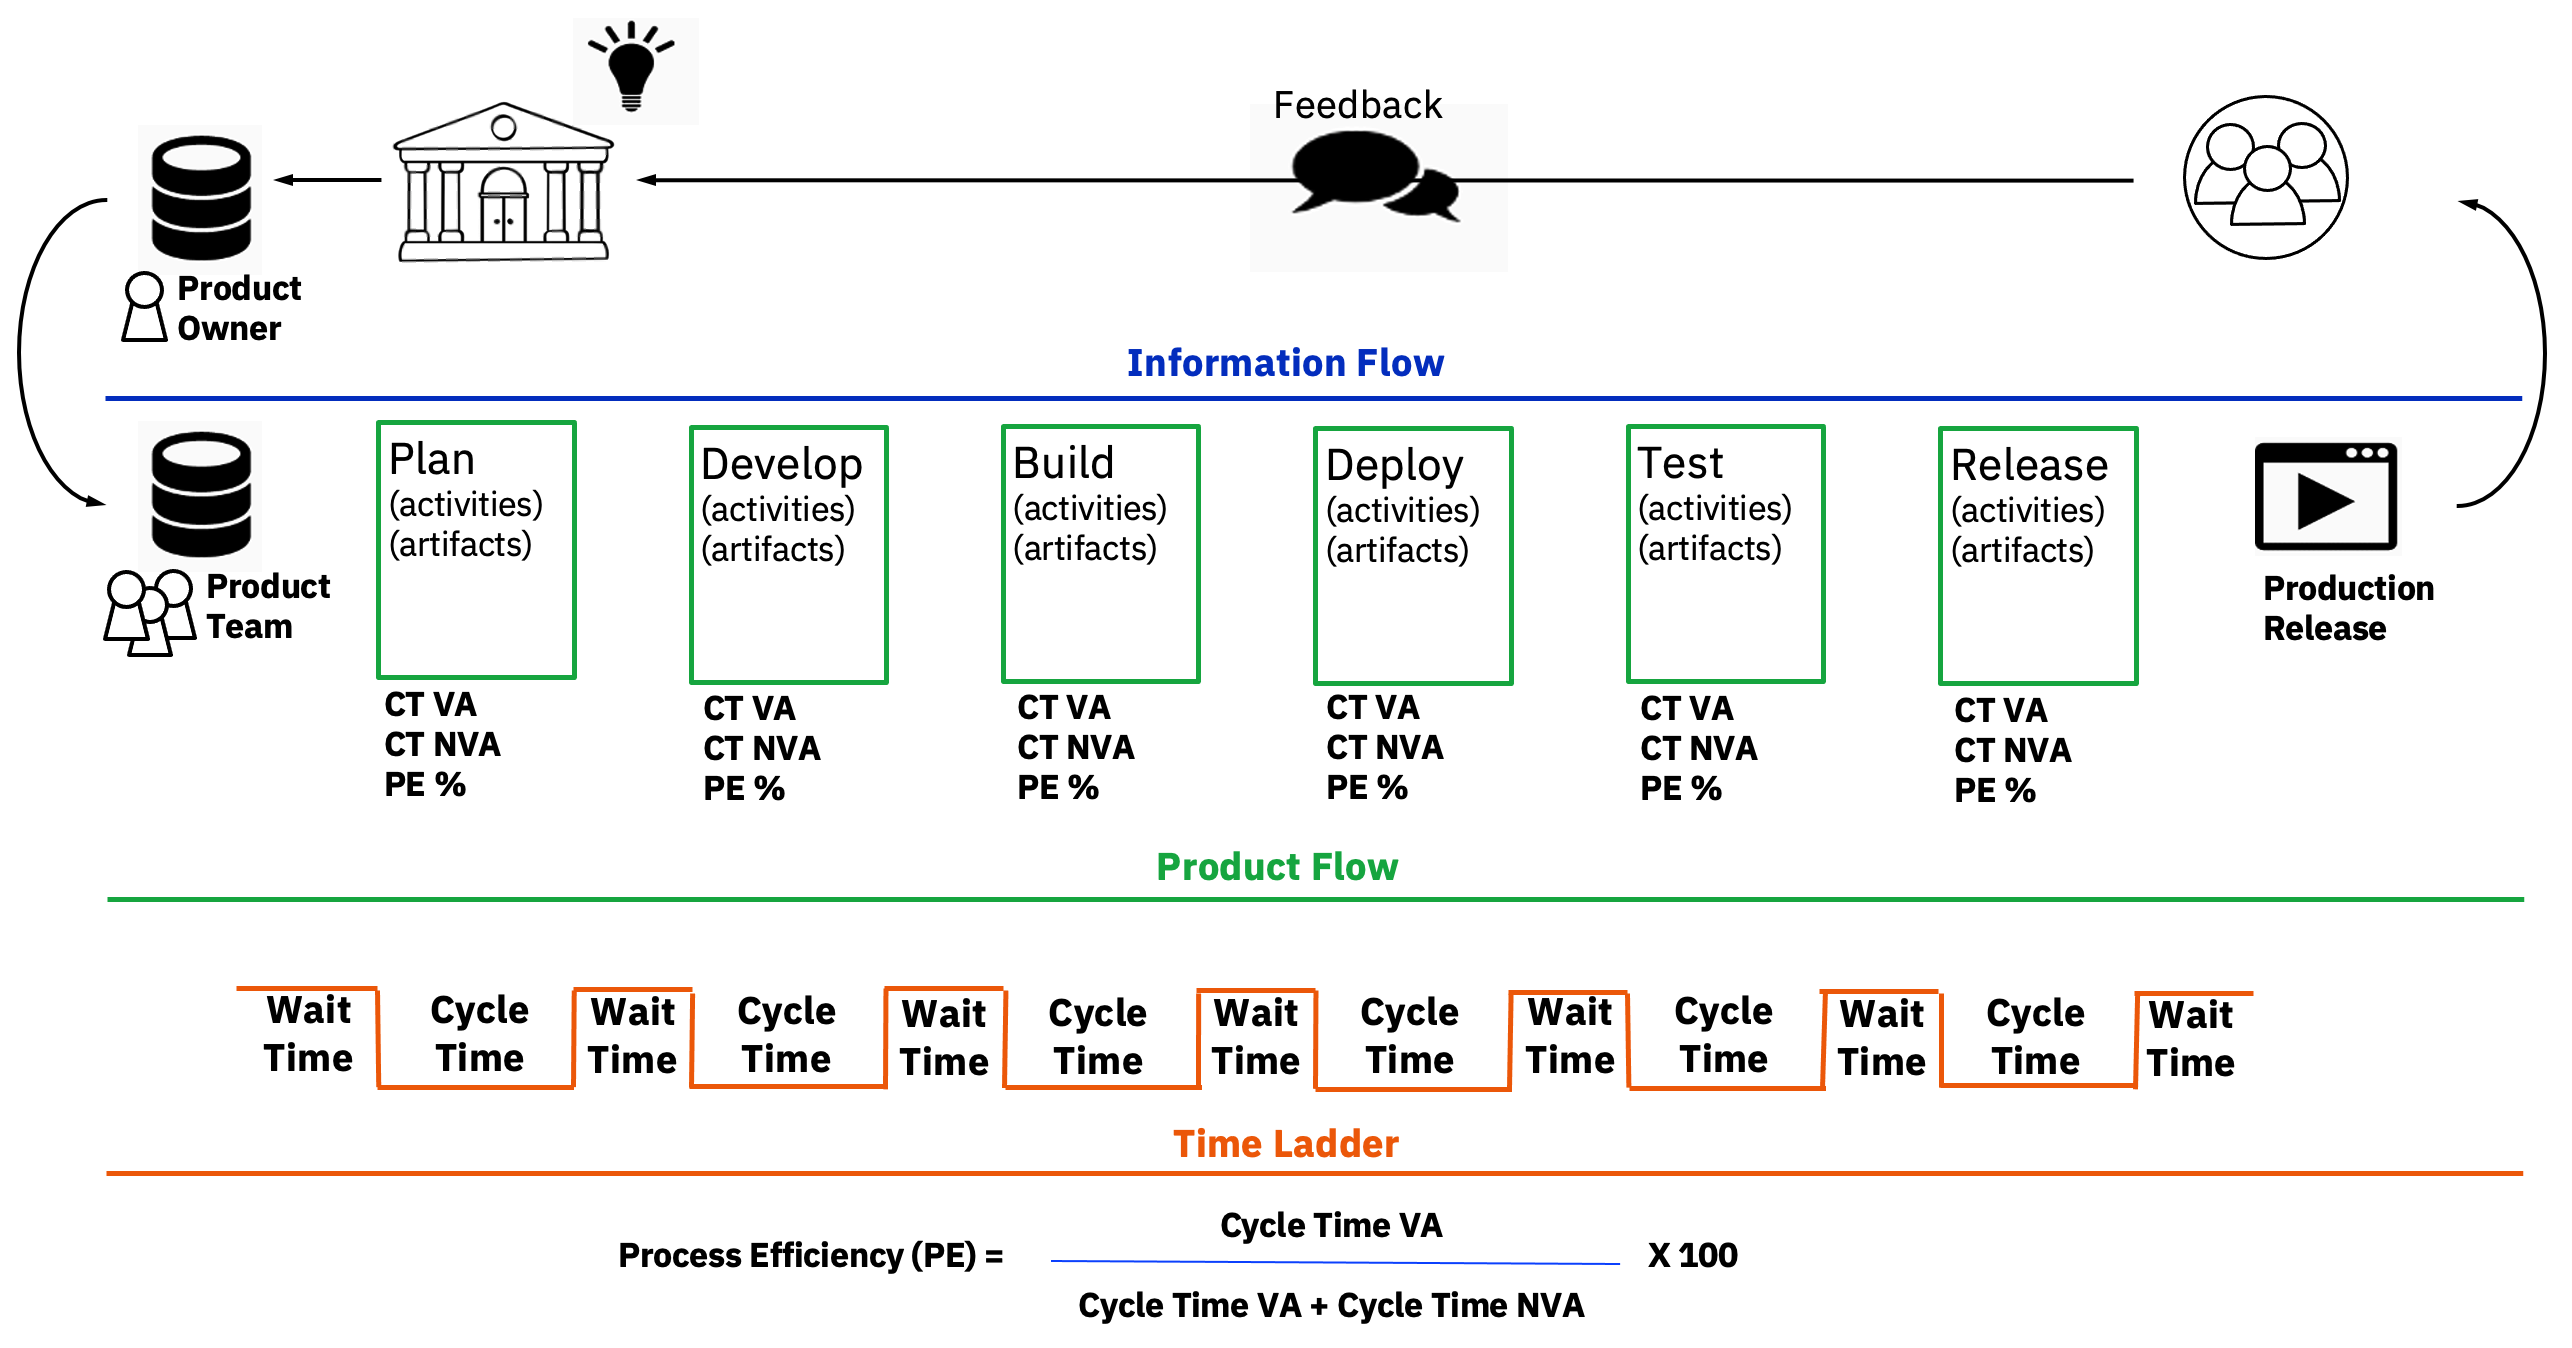 Feedback
Product
Owner
Information Flow
Plan
(activities)
(artifacts)
Develop
(activities)
(artifacts)
Build
(activities)
(artifacts)
Deploy
(activities)
(artifacts)
Test
(activities)
(artifacts)
Release
(activities)
(artifacts)
Product
Team
Production
Release
CT VA
CT NVA
PE %
CT VA
CT NVA
PE %
CT VA
CT NVA
PE %
CT VA
CT NVA
PE %
CT VA
CT NVA
PE %
CT VA
CT NVA
PE %
Product Flow
Wait
Time
Cycle
Time
Wait
Time
Cycle
Time
Wait
Time
Cycle
Time
Wait
Time
Cycle
Time
Wait
Time
Cycle
Time
Wait
Time
Cycle
Time
Wait
Time
Time Ladder
Process Efficiency (PE) =
Cycle Time VA
Cycle Time VA + Cycle Time NVA
X 100